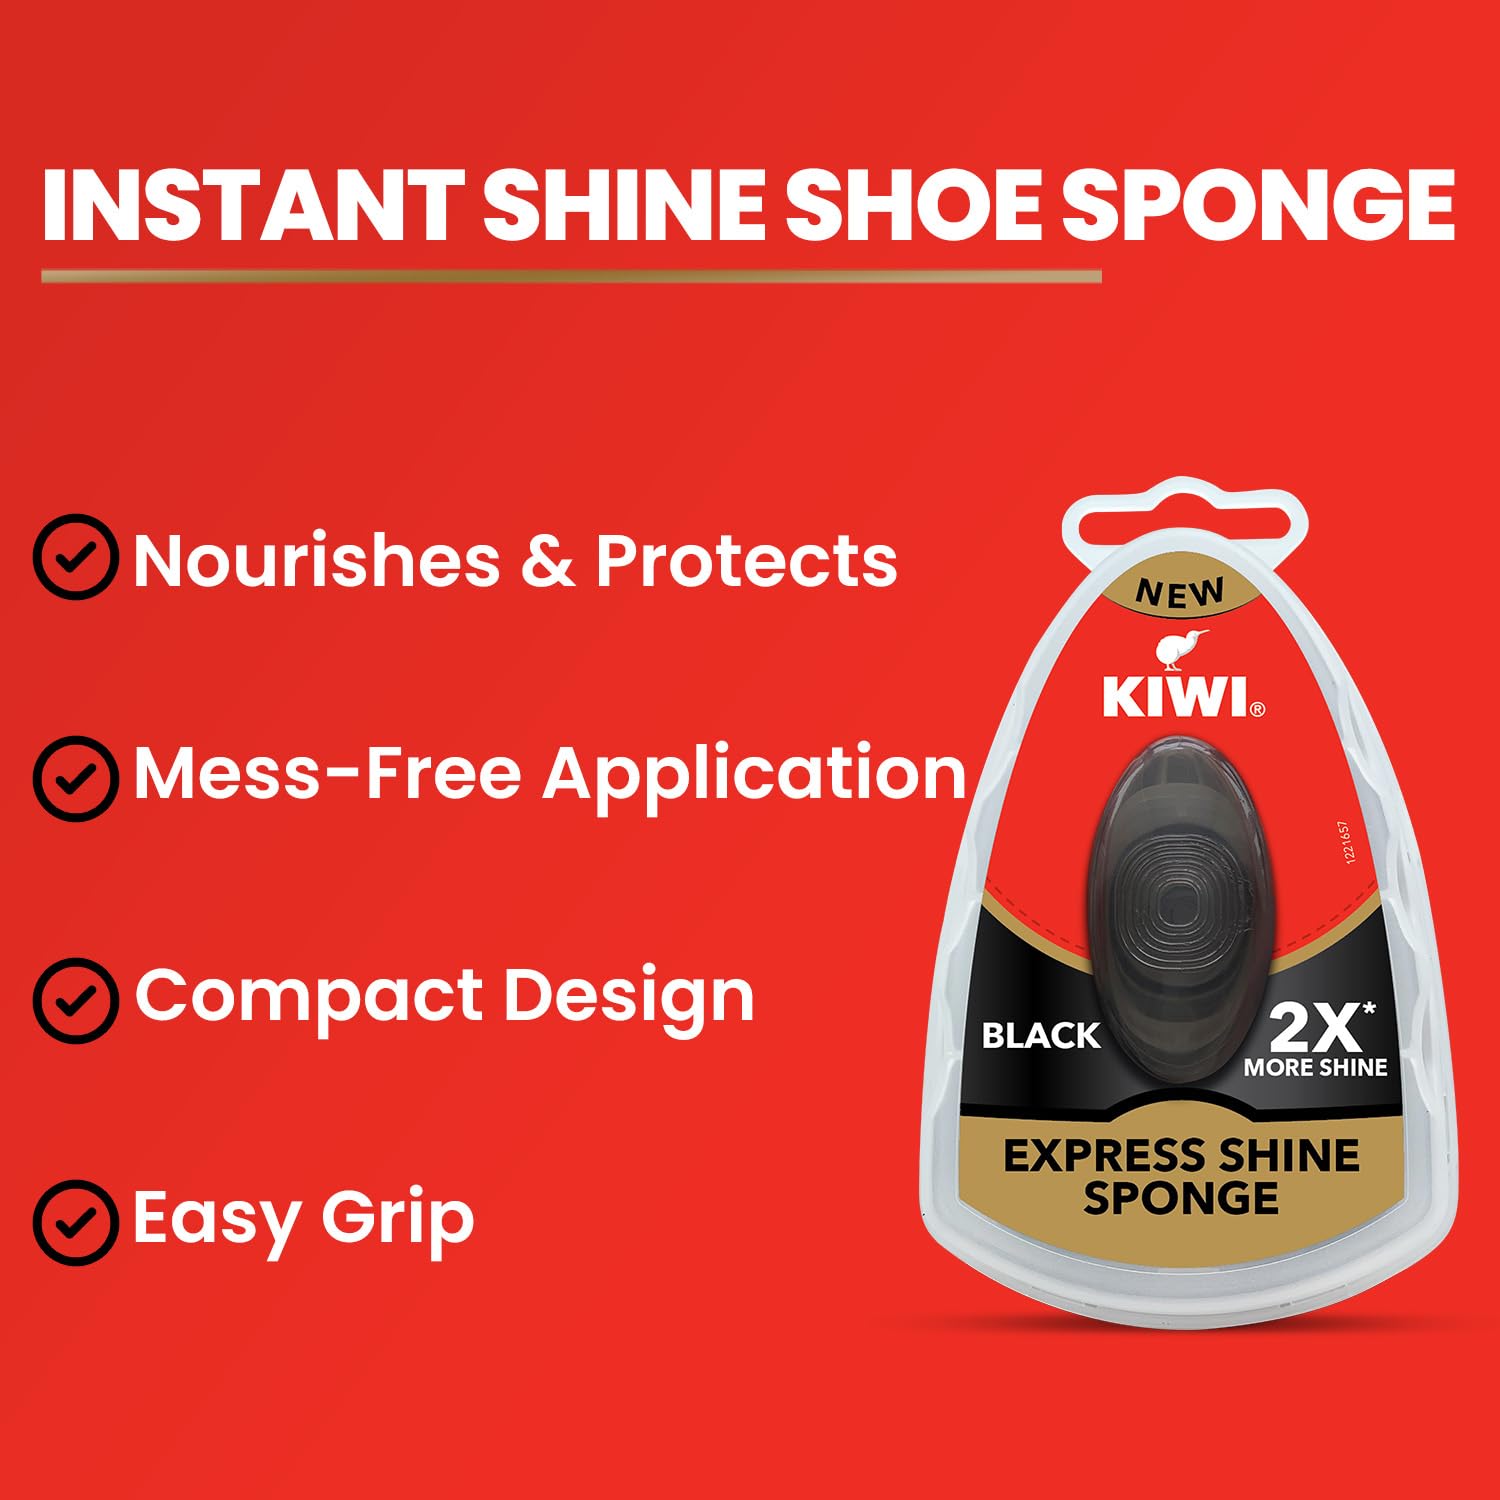 INSTANT SHINE SHOE SPONGE
Nourishes & Protects
Mess-Free Application
Compact Design
Easy Grip
NEW
KIWI®
1221657
BLACK
2X*
MORE SHINE
EXPRESS SHINE
SPONGE